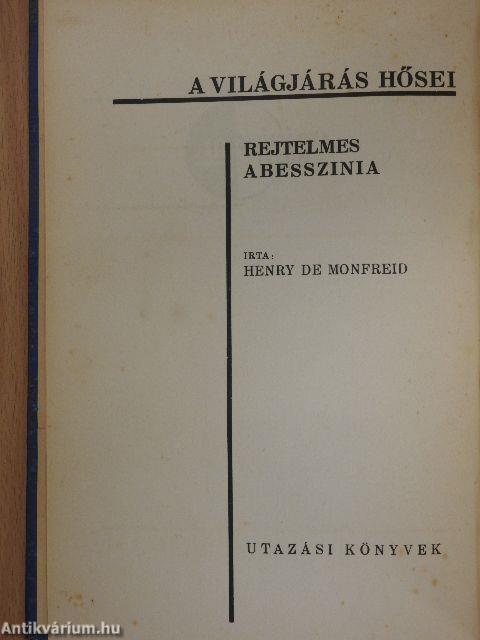 A VILÁGJÁRÁS HŐSEI
REJTELMES
ABESSZINIA
IRTA:
HENRY DE MONFREID
UTAZÁSI KÖNYVEK
Antikvárium.hu